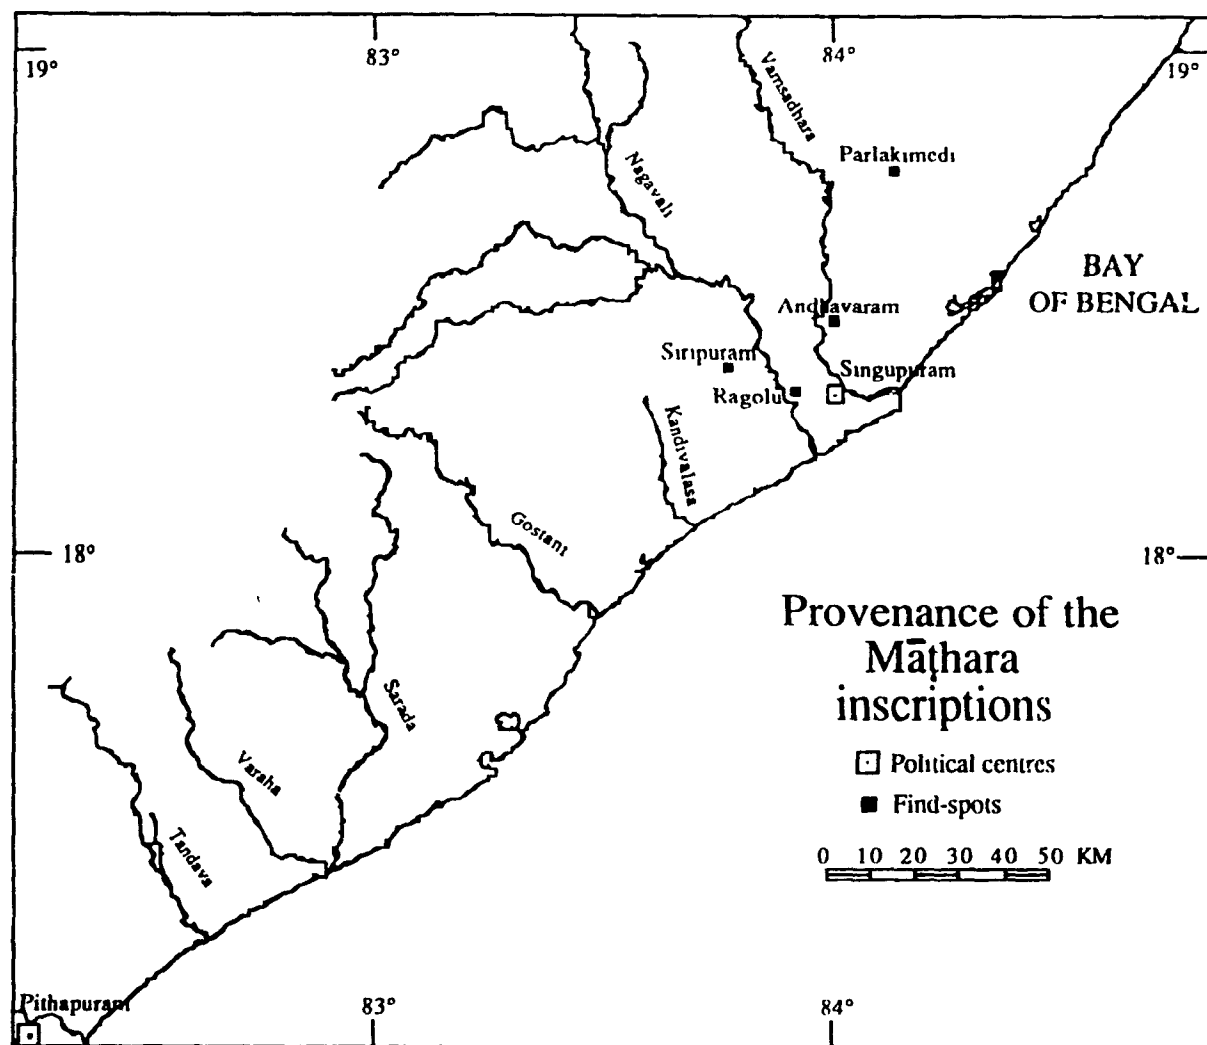 83°
84°
19°
19°
Vamsadhara
Parlakimedi
Nagavali
BAY
OF BENGAL
Andhavaram
Siripuram
Singupuram
Ragolu
Kandivalasa
Gostani
18°
18°
Provenance of the
Māṭhara
inscriptions
Sarada
Political centres
Varaha
Find-spots
Tandava
0 10 20 30 40 50 KM
Pithapuram
83°
84°